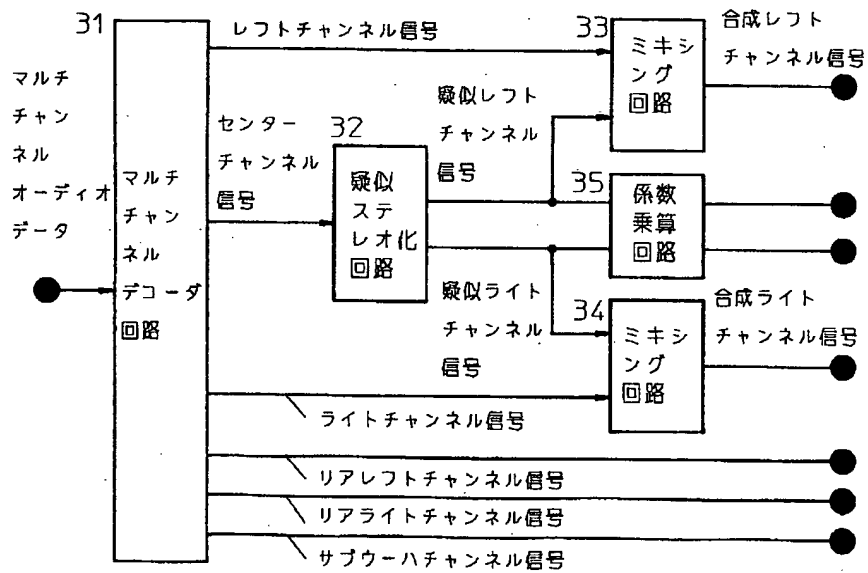 31
マルチ
チャン
ネル
オーディオ
データ
マルチ
チャン
ネル
デコーダ
回路
レフトチャンネル信号
センター
チャンネル
信号
32
疑似
ステ
レオ化
回路
疑似レフト
チャンネル
信号
疑似ライト
チャンネル
信号
33
ミキシ
ング
回路
合成レフト
チャンネル信号
35
係数
乗算
回路
34
ミキシ
ング
回路
合成ライト
チャンネル信号
ライトチャンネル信号
リアレフトチャンネル信号
リアライトチャンネル信号
サブウーハチャンネル信号